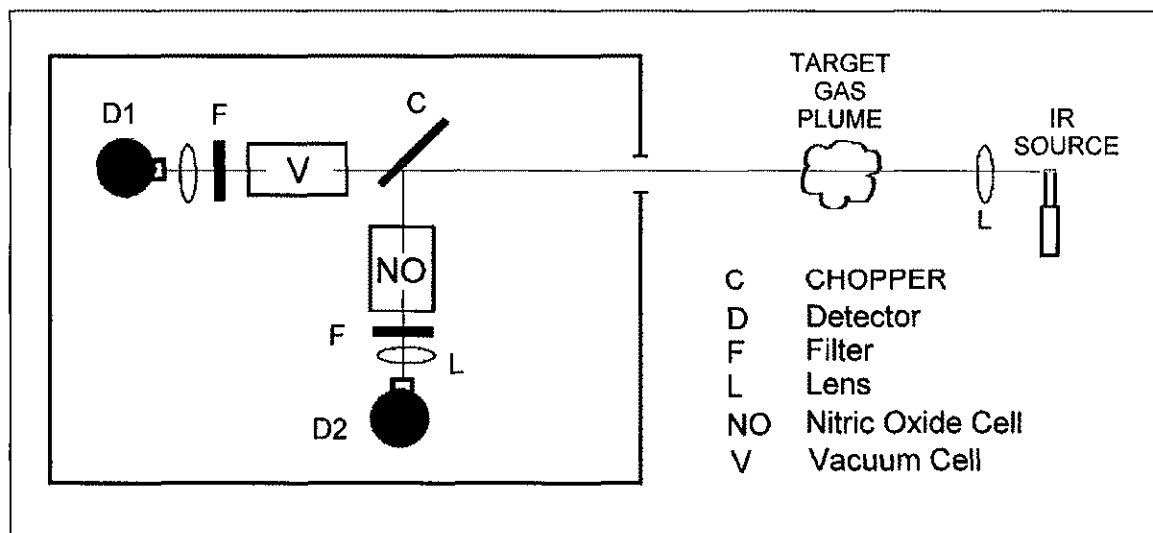 D1
F
C
V
TARGET
GAS
PLUME
IR
SOURCE
L
NO
F
L
D2
C CHOPPER
D Detector
F Filter
L Lens
NO Nitric Oxide Cell
V Vacuum Cell